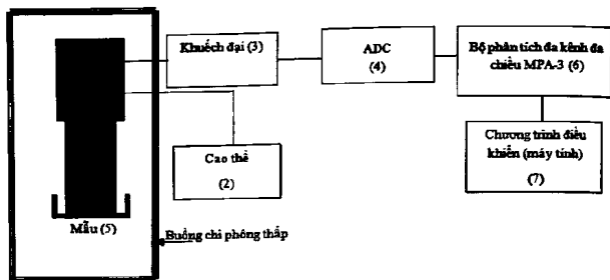 Khuếch đại (3)
ADC
(4)
Bộ phân tích đa kênh đa
chiều MPA-3 (6)
Cao thế
(2)
Chương trình điều
khiển (máy tính)
(7)
Mẫu (5)
Buồng chì phông thấp